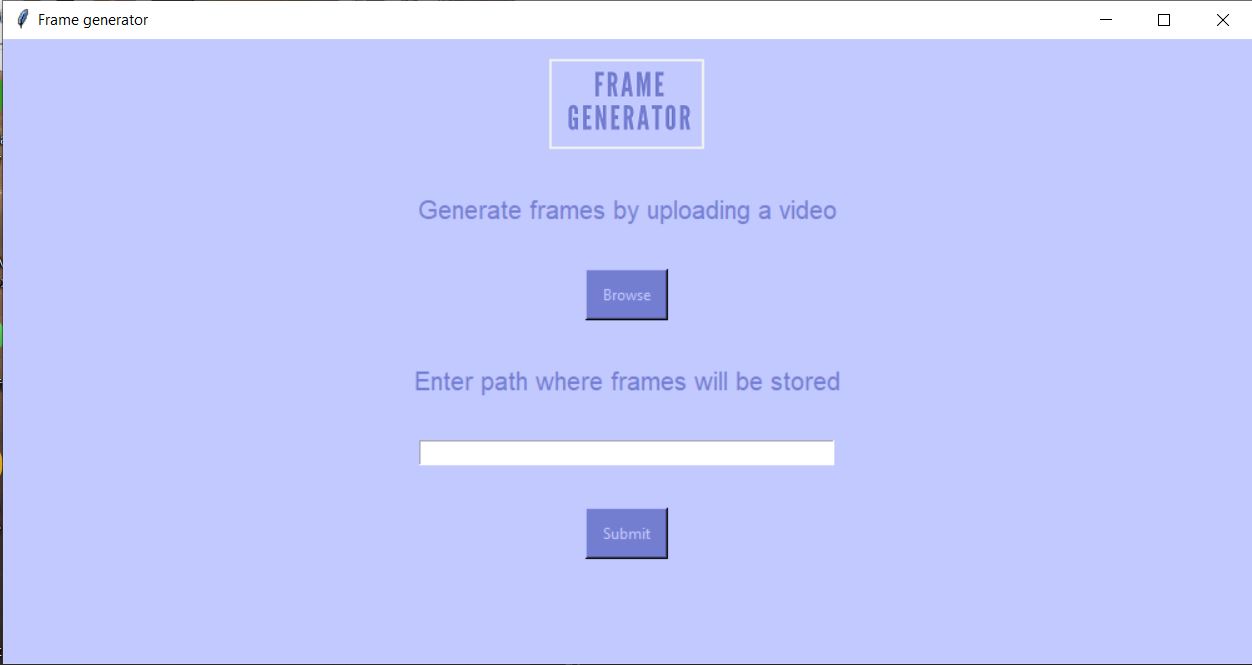 Frame generator
FRAME
GENERATOR
Generate frames by uploading a video
Browse
Enter path where frames will be stored
Submit